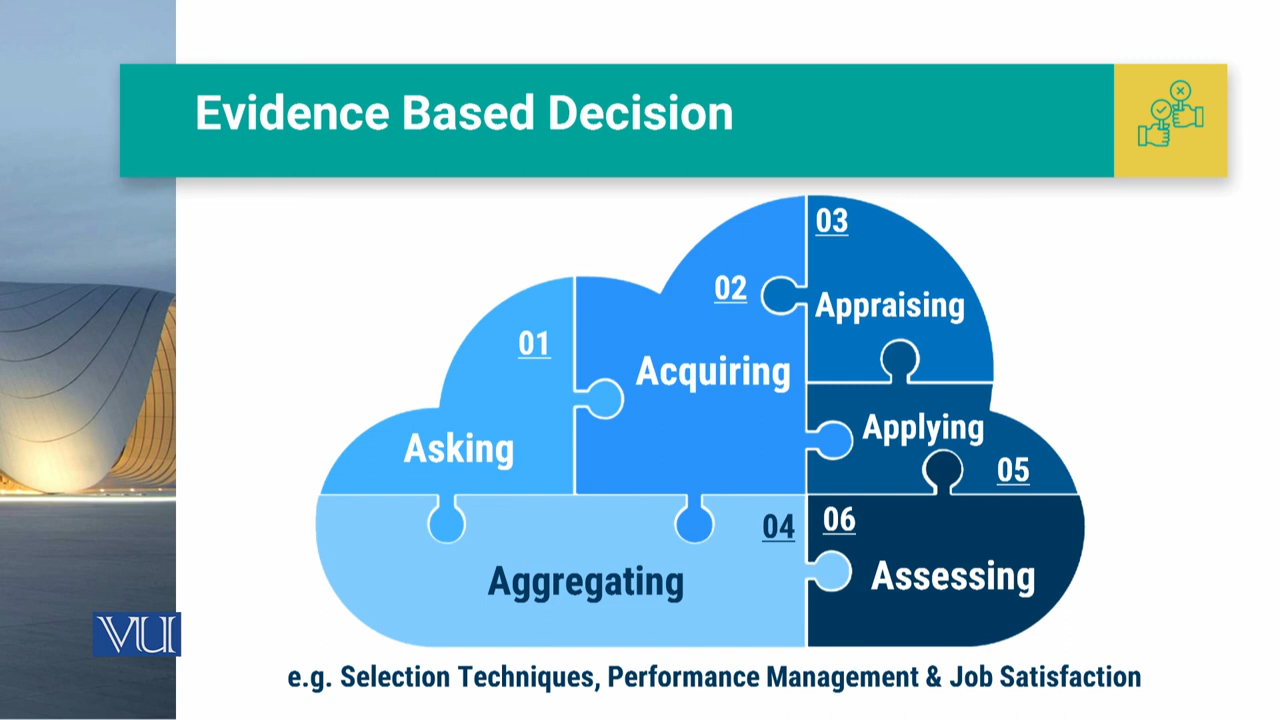 Evidence Based Decision
01
Asking
02
Acquiring
03
Appraising
04
Aggregating
Applying
05
06
Assessing
VU
e.g. Selection Techniques, Performance Management & Job Satisfaction